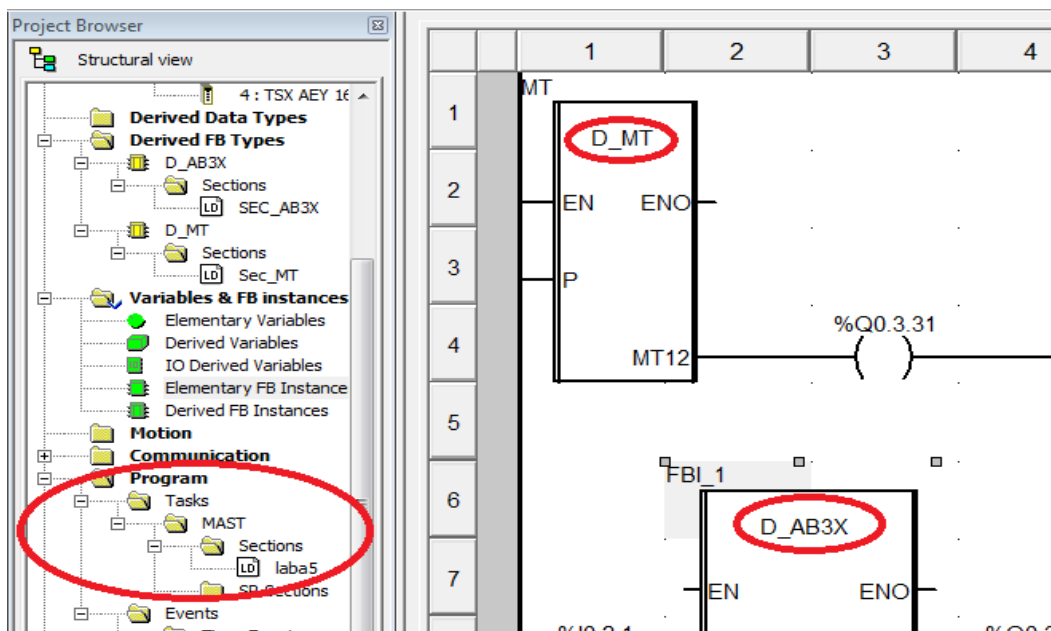 Project Browser
Structural view
4 : TSX AEY 16
Derived Data Types
Derived FB Types
D_AB3X
Sections
SEC_AB3X
D_MT
Sections
Sec_MT
Variables & FB instances
Elementary Variables
Derived Variables
IO Derived Variables
Elementary FB Instance
Derived FB Instances
Motion
Communication
Program
Tasks
MAST
Sections
LD laba5
SR Sections
Events
1 2 3 4
1
2
3
4
5
6
7
MT
D_MT
EN ENO
P
MT12
%Q0.3.31
FBI_1
D_AB3X
EN ENO